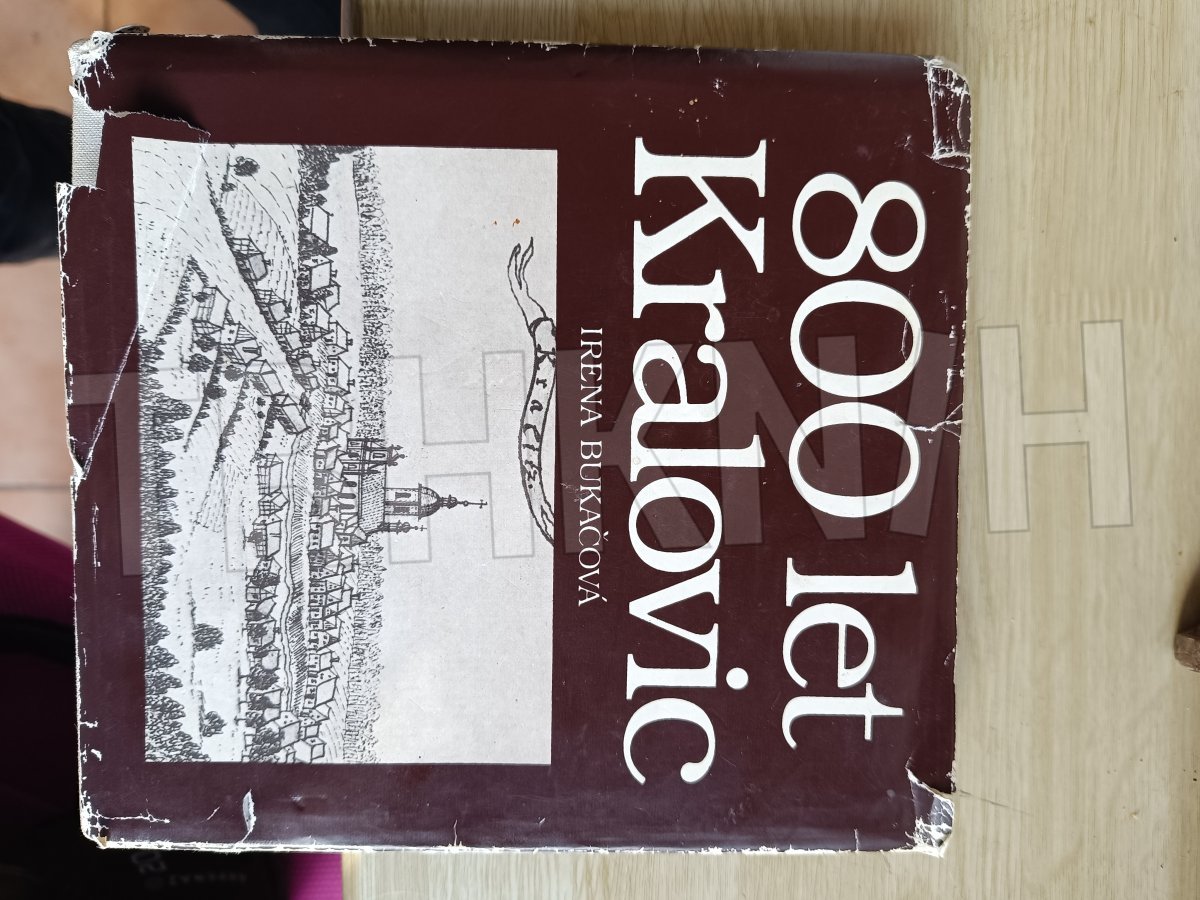 800 let
Kralovic
IRENA BUKAČOVÁ